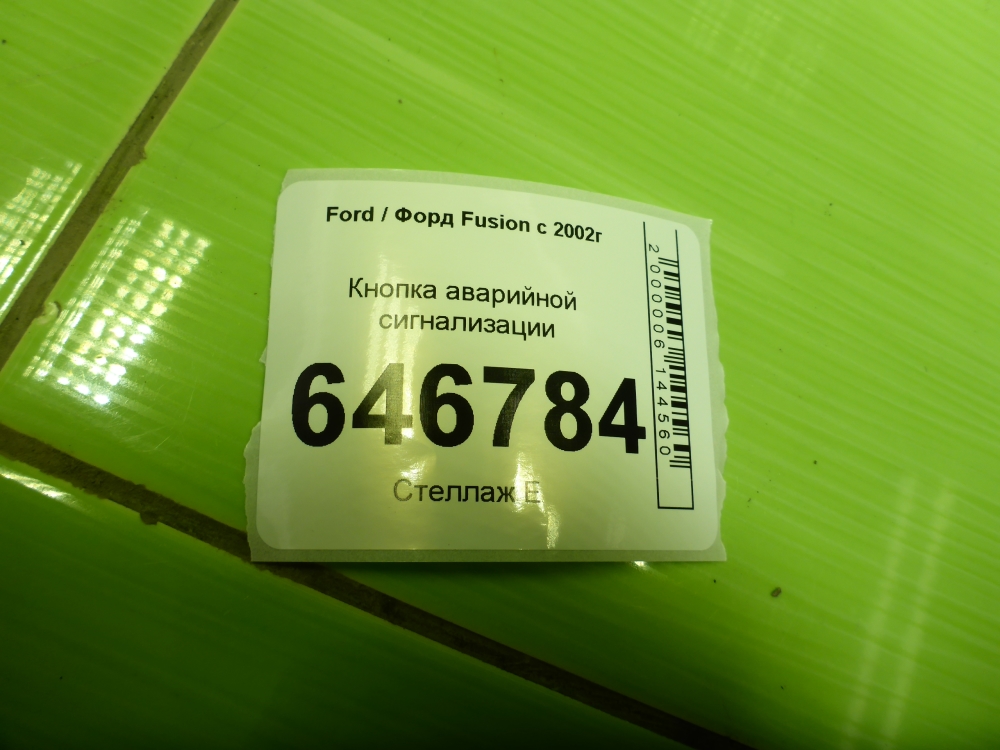 Ford / Форд Fusion с 2002г
Кнопка аварийной
сигнализации
646784
Стеллаж E
2000006144560